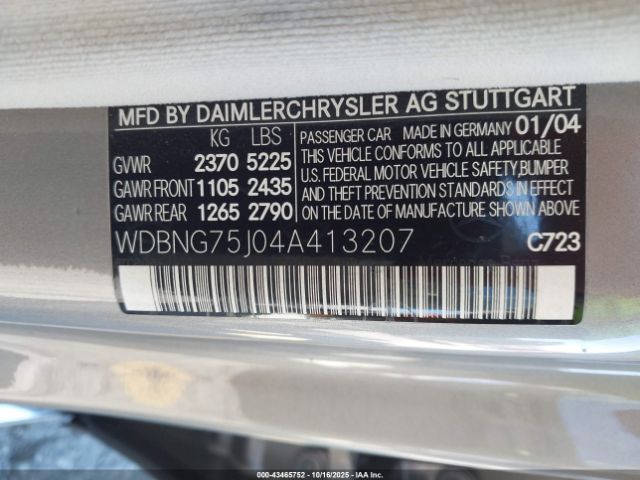 MFD BY DAIMLERCHRYSLER AG STUTTGART
KG LBS
GVWR 2370 5225
GAWR FRONT 1105 2435
GAWR REAR 1265 2790
PASSENGER CAR MADE IN GERMANY 01/04
THIS VEHICLE CONFORMS TO ALL APPLICABLE
U.S. FEDERAL MOTOR VEHICLE SAFETY, BUMPER
AND THEFT PREVENTION STANDARDS IN EFFECT
ON THE DATE OF MANUFACTURE SHOWN ABOVE.
WDBNG75J04A413207 C723
000-43465752 - 10/16/2025 - © IAA Inc.